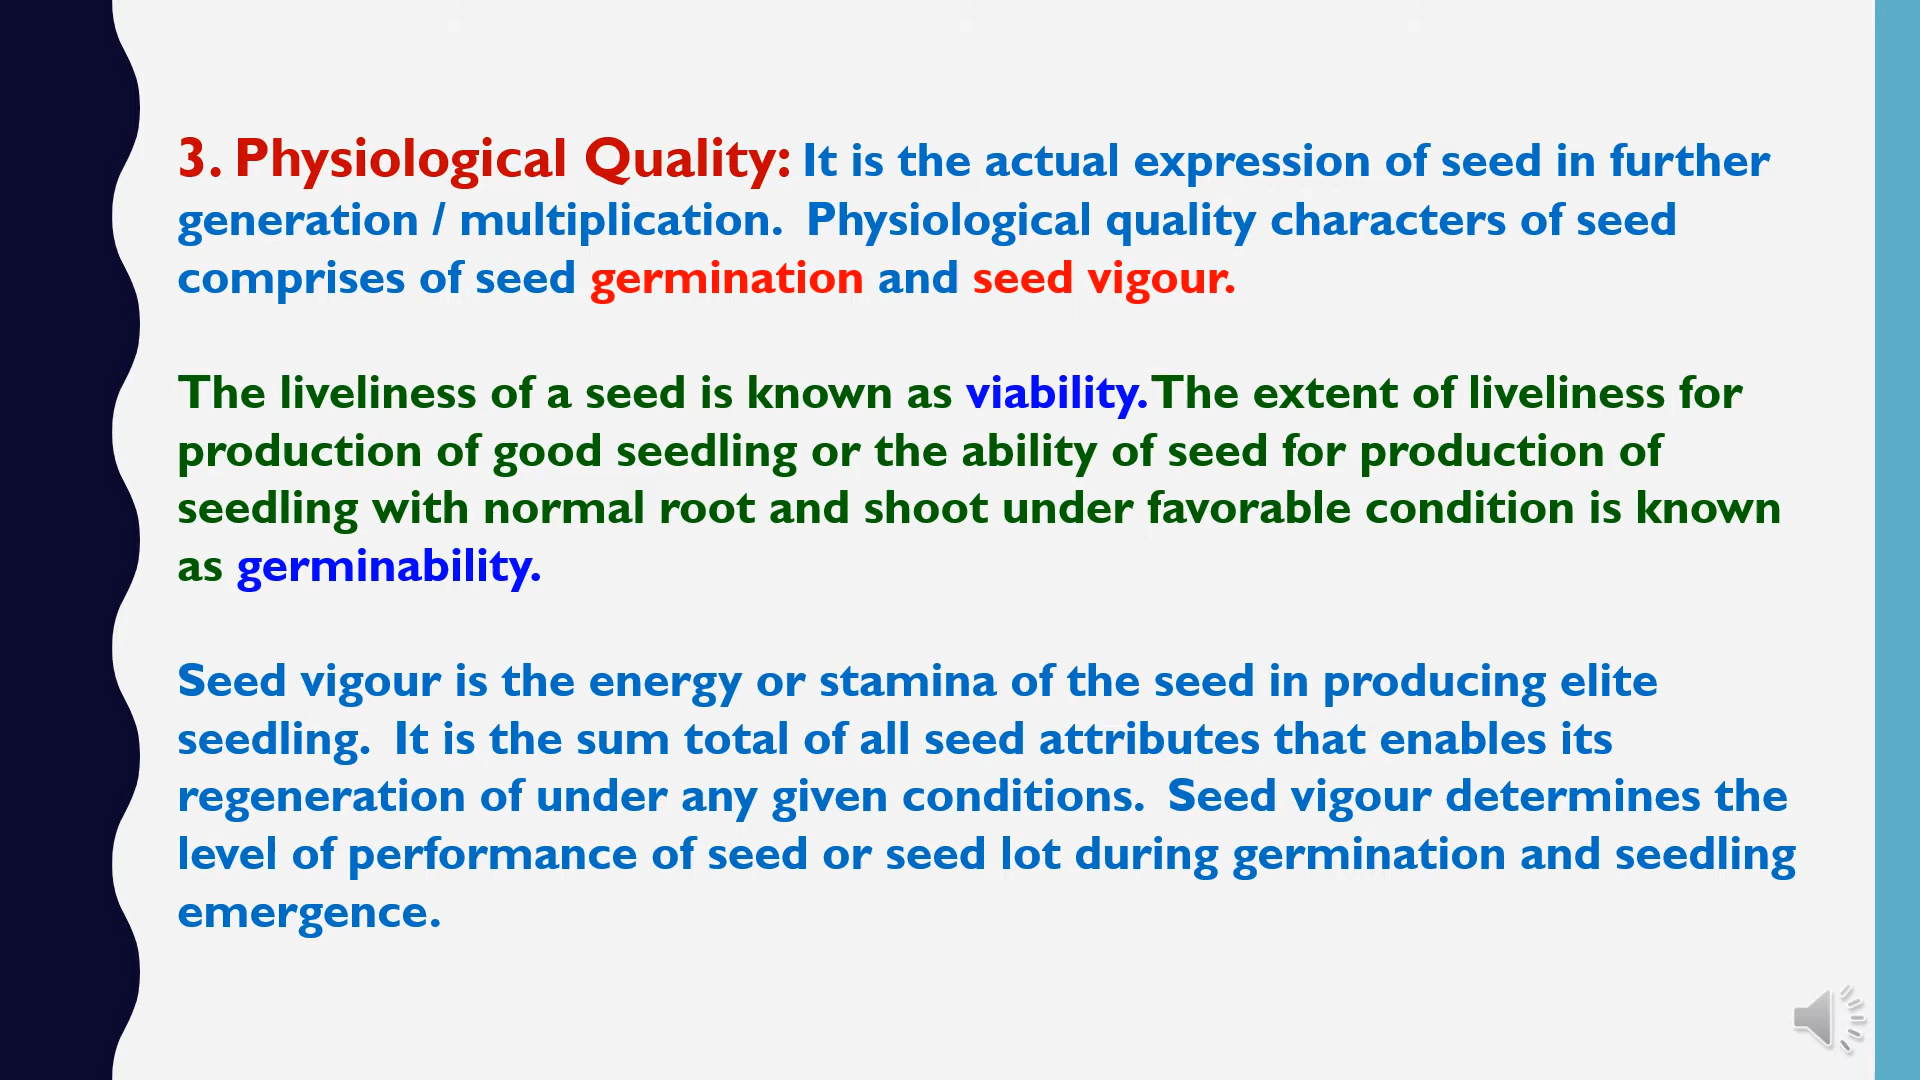 3. Physiological Quality: It is the actual expression of seed in further
generation / multiplication.  Physiological quality characters of seed
comprises of seed germination and seed vigour.
The liveliness of a seed is known as viability. The extent of liveliness for
production of good seedling or the ability of seed for production of
seedling with normal root and shoot under favorable condition is known
as germinability.
Seed vigour is the energy or stamina of the seed in producing elite
seedling.  It is the sum total of all seed attributes that enables its
regeneration of under any given conditions.  Seed vigour determines the
level of performance of seed or seed lot during germination and seedling
emergence.